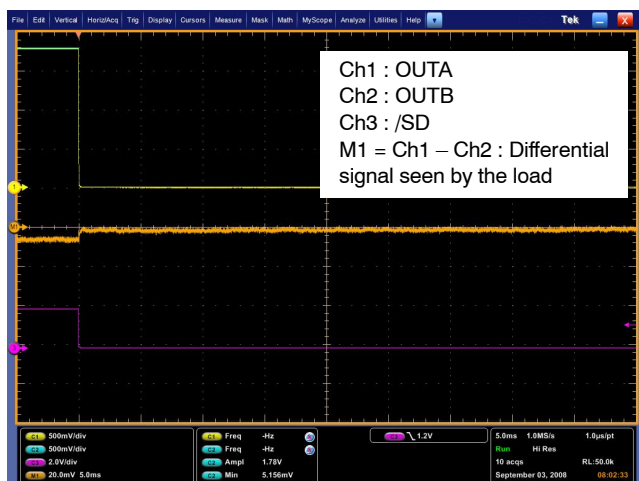 File Edit Vertical Horiz/Acq Trig Display Cursors Measure Mask Math MyScope Analyze Utilities Help Tek X
Ch1 : OUTA
Ch2 : OUTB
Ch3 : /SD
M1 = Ch1 – Ch2 : Differential
signal seen by the load
1
M1
C1 500mV/div
C2 500mV/div
C3 2.0V/div
M1 20.0mV 5.0ms
C1 Freq -Hz
C2 Freq -Hz
C2 Ampl 1.78V
C2 Min 5.156mV
C3 1.2V
5.0ms 1.0MS/s 1.0µs/pt
Run Hi Res
10 acqs RL:50.0k
September 03, 2008 08:02:33